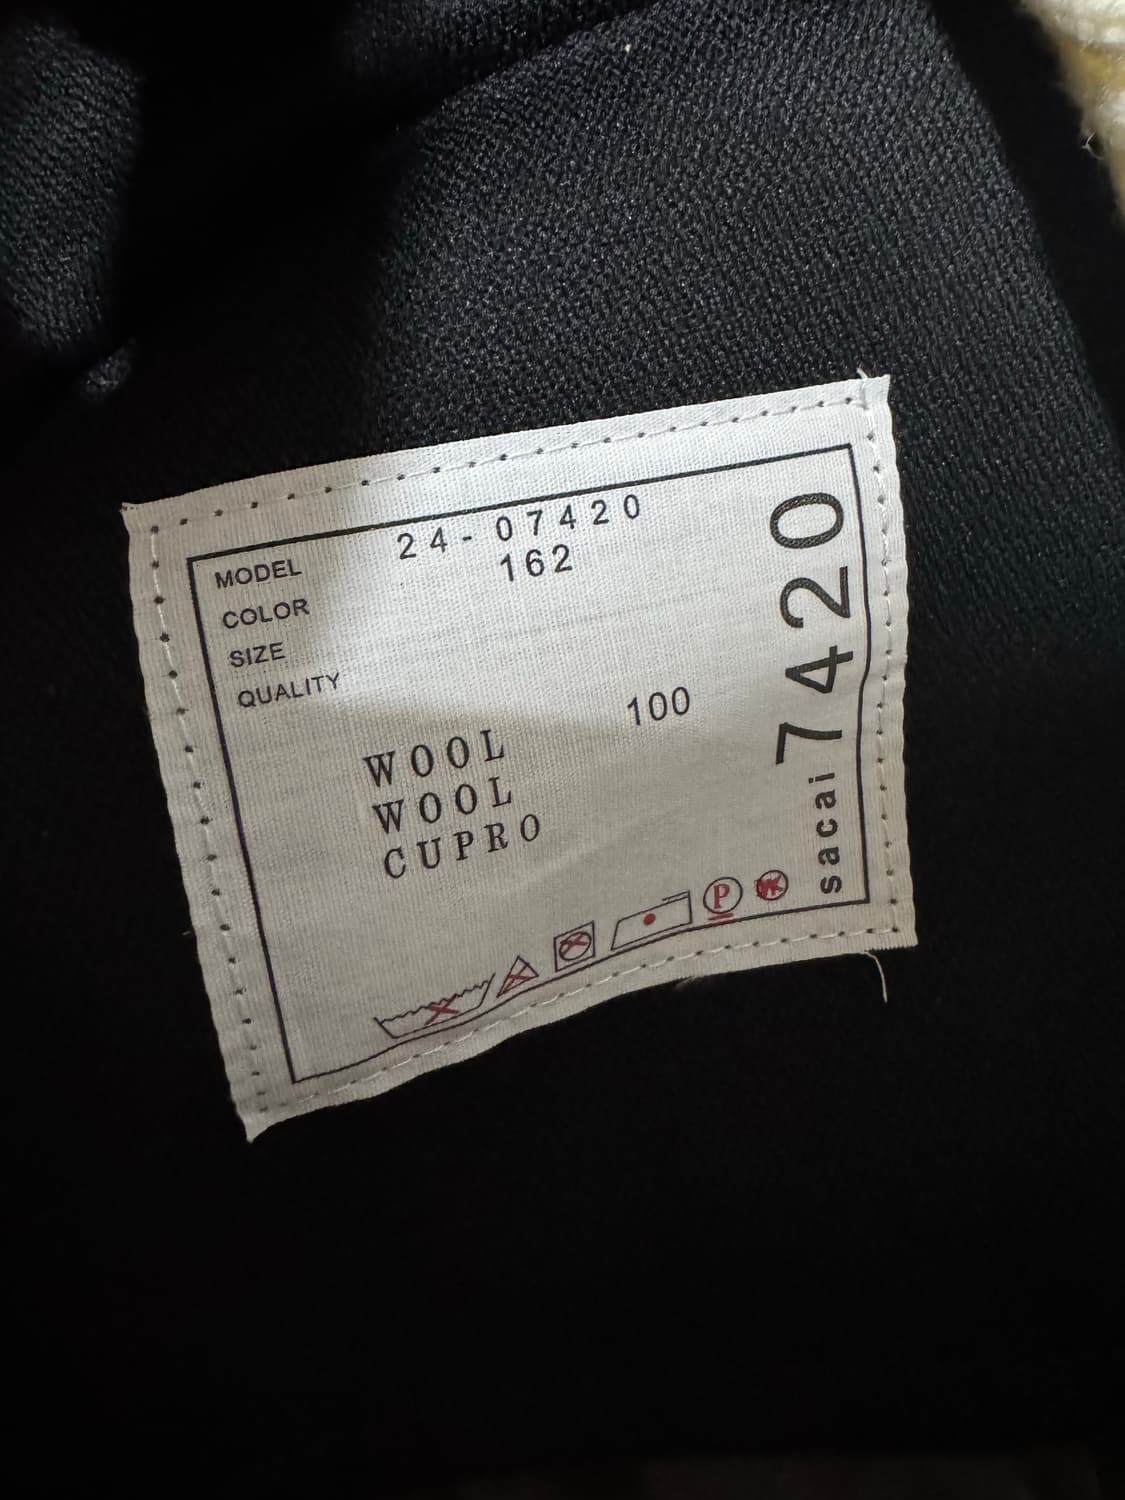 MODEL 24-07420
COLOR 162
SIZE
QUALITY
100
WOOL
WOOL
CUPRO
P
W
sacai 7420